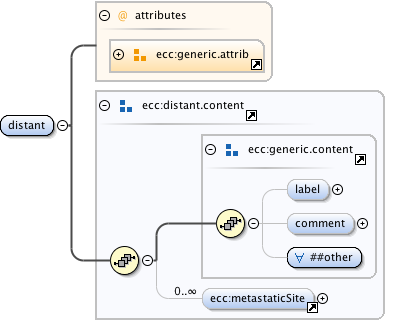 @ attributes
ecc:generic.attrib
distant
ecc:distant.content
ecc:generic.content
label
comment
∀ ##other
0..∞
ecc:metastaticSite